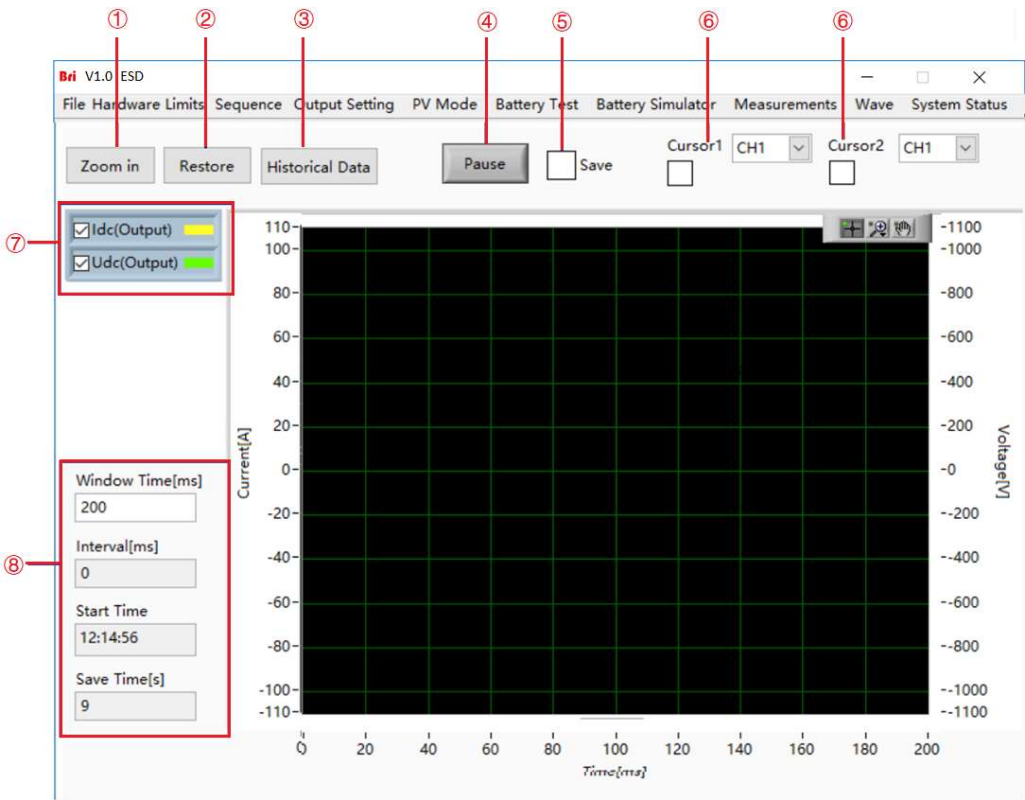 ① ② ③ ④ ⑤ ⑥ ⑥
Bri V1.0 ESD
File Hardware Limits Sequence Output Setting PV Mode Battery Test Battery Simulator Measurements Wave System Status
Zoom in Restore Historical Data Pause Save Cursor1 CH1 Cursor2 CH1
⑦
Idc(Output)
Udc(Output)
⑧
Window Time[ms]
200
Interval[ms]
0
Start Time
12:14:56
Save Time[s]
9
Current[A]
110
100
80
60
40
20
0
-20
-40
-60
-80
-100
-110
-1100
-1000
-800
-600
-400
-200
-0
--200
--400
--600
--800
--1000
--1100
Voltage[V]
0 20 40 60 80 100 120 140 160 180 200
Time[ms]